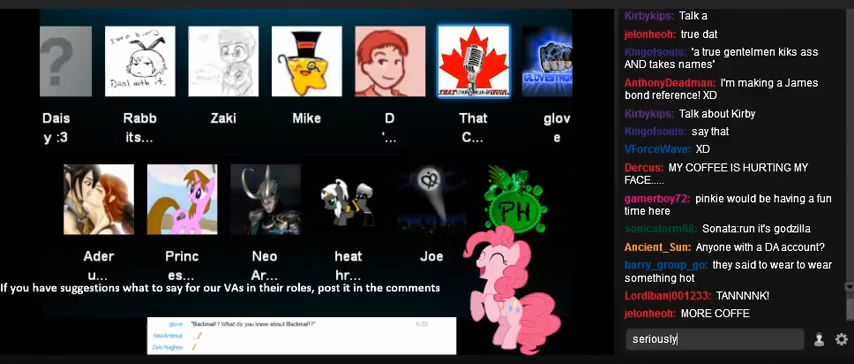 I'm a bunny
Deal with it.
Dais
y :3
Rabb
its...
Zaki
Mike
D
'...
That
C...
glov
e
GLOVESTRO
Ader
u...
Princ
es...
Neo
Ar...
heat
hr...
Joe
PH
If you have suggestions what to say for our VAs in their roles, post it in the comments
glove "Blackmail? What do you know about Blackmail?"
NeoArtimus
Zaki Hughes
Kirbykips: Talk a
jelonheoh: true dat
Kingofsouls: 'a true gentelmen kiks ass
AND takes names'
AnthonyDeadman: I'm making a James
bond reference! XD
Kirbykips: Talk about Kirby
Kingofsouls: say that
VForceWave: XD
Dercus: MY COFFEE IS HURTING MY
FACE.....
gamerboy72: pinkie would be having a fun
time here
sonicstorm88: Sonata:run it's godzilla
Ancient_Sun: Anyone with a DA account?
barry_group_go: they said to wear to wear
something hot
LordIban|001233: TANNNNK!
jelonheoh: MORE COFFE
seriously